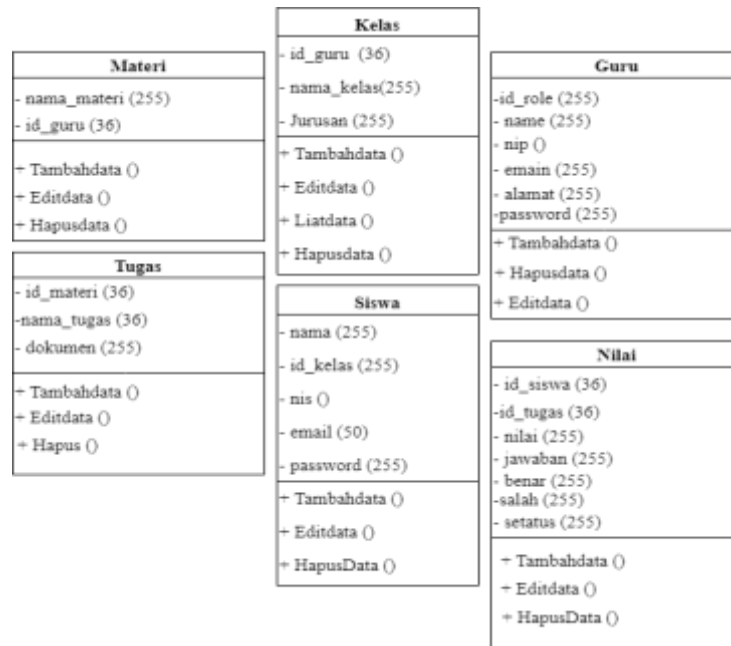 Materi
- nama_materi (255)
- id_guru (36)
+ Tambahdata ()
+ Editdata ()
+ Hapusdata ()
Tugas
- id_materi (36)
-nama_tugas (36)
- dokumen (255)
+ Tambahdata ()
+ Editdata ()
+ Hapus ()
Kelas
- id_guru (36)
- nama_kelas(255)
- Jurusan (255)
+ Tambahdata ()
+ Editdata ()
+ Liatdata ()
+ Hapusdata ()
Siswa
- nama (255)
- id_kelas (255)
- nis ()
- email (50)
- password (255)
+ Tambahdata ()
+ Editdata ()
+ HapusData ()
Guru
-id_role (255)
- name (255)
- nip ()
- emain (255)
- alamat (255)
-password (255)
+ Tambahdata ()
+ Hapusdata ()
+ Editdata ()
Nilai
- id_siswa (36)
-id_tugas (36)
- nilai (255)
- jawaban (255)
- benar (255)
-salah (255)
- setatus (255)
+ Tambahdata ()
+ Editdata ()
+ HapusData ()